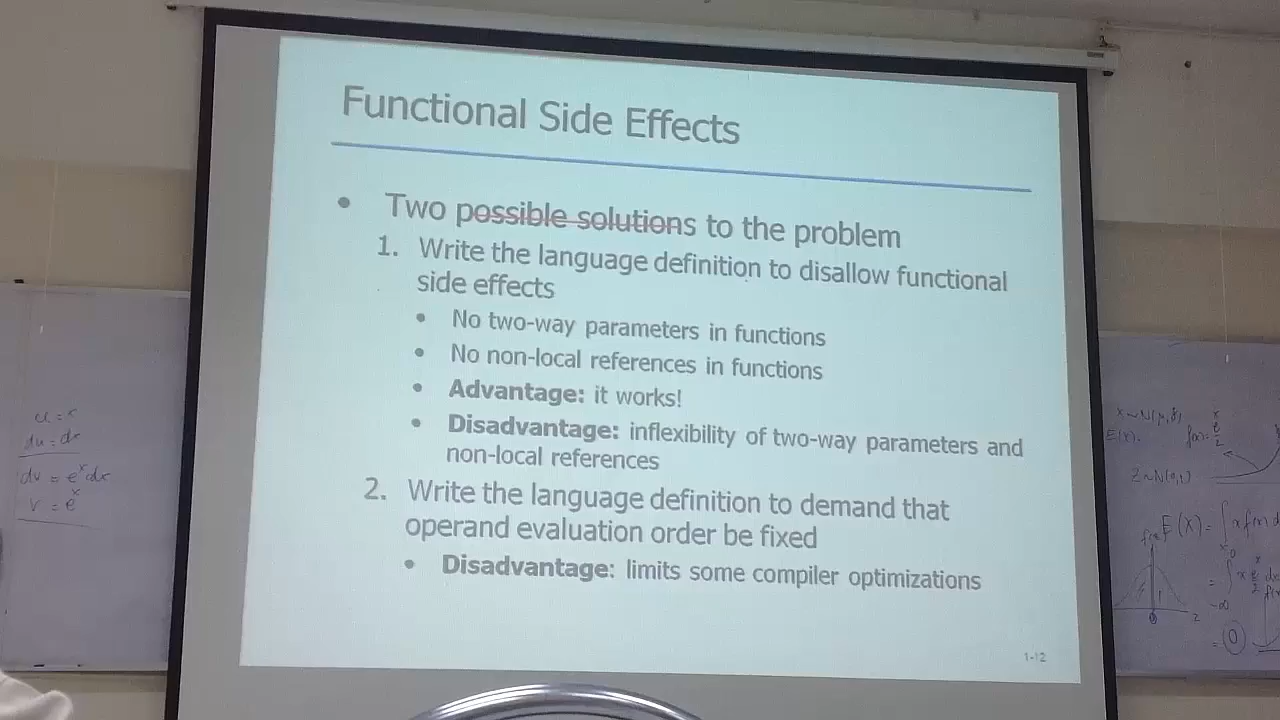 Functional Side Effects
• Two possible solutions to the problem
1. Write the language definition to disallow functional
side effects
• No two-way parameters in functions
• No non-local references in functions
• Advantage: it works!
• Disadvantage: inflexibility of two-way parameters and
non-local references
2. Write the language definition to demand that
operand evaluation order be fixed
• Disadvantage: limits some compiler optimizations
1-12
u = x
du = dx
dv = eˣdx
v = eˣ
E(X) =